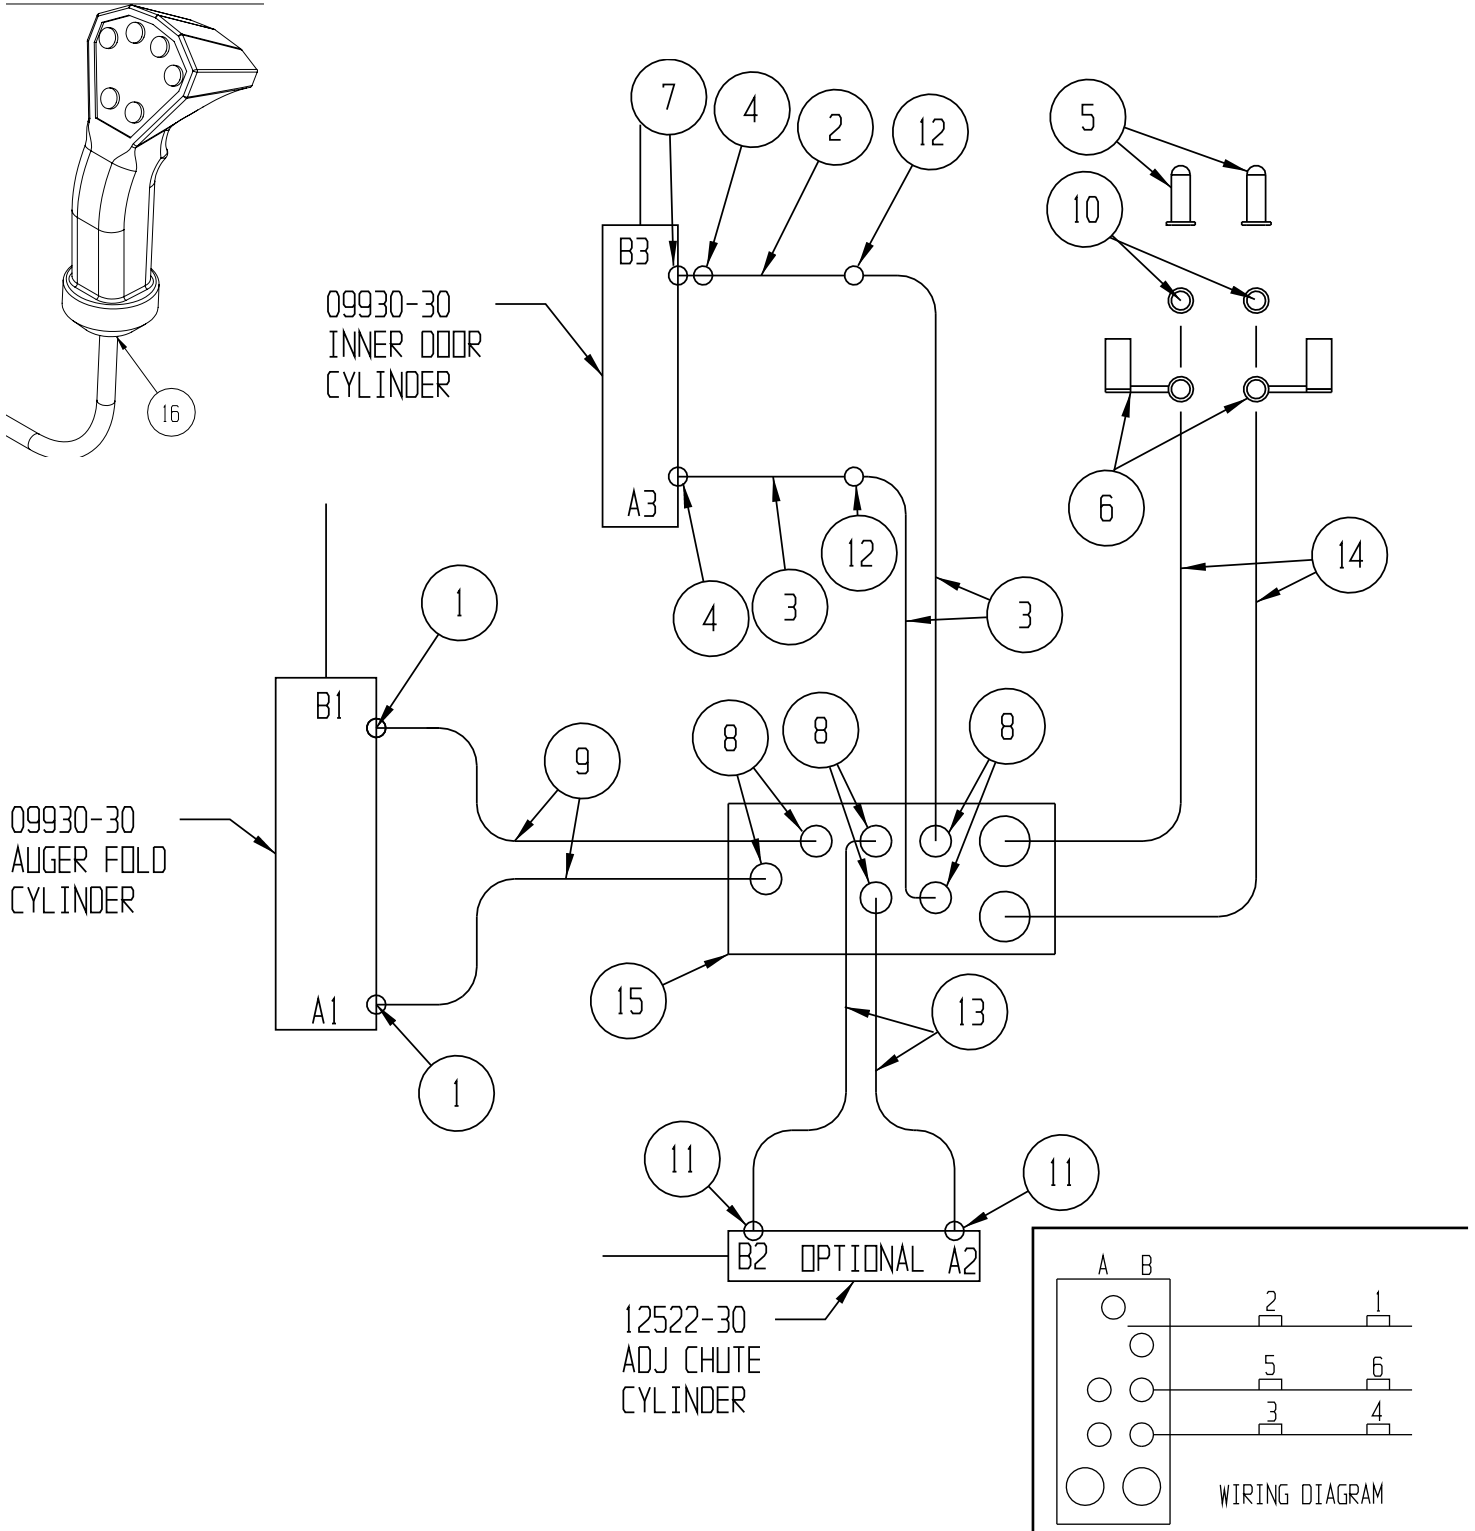 7
4
2
12
5
10
B3
09930-30
INNER DOOR
CYLINDER
16
A3
6
12
14
4
3
3
1
B1
8
8
8
9
09930-30
AUGER FOLD
CYLINDER
15
13
A1
1
11
11
B2 OPTIONAL A2
12522-30
ADJ CHUTE
CYLINDER
A B
2 1
5 6
3 4
WIRING DIAGRAM